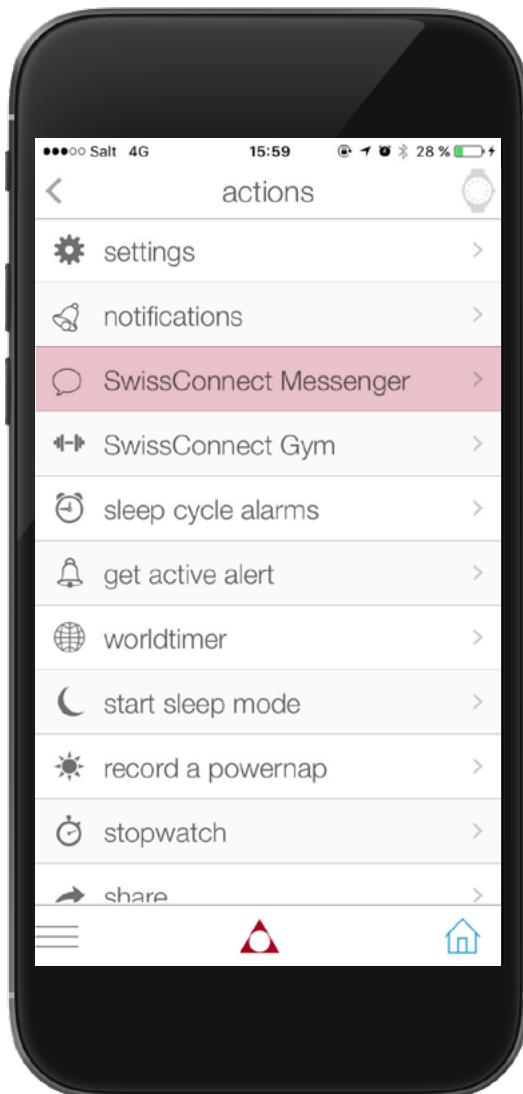 Salt 4G 15:59 28 %
actions
settings
notifications
SwissConnect Messenger
SwissConnect Gym
sleep cycle alarms
get active alert
worldtimer
start sleep mode
record a powernap
stopwatch
share